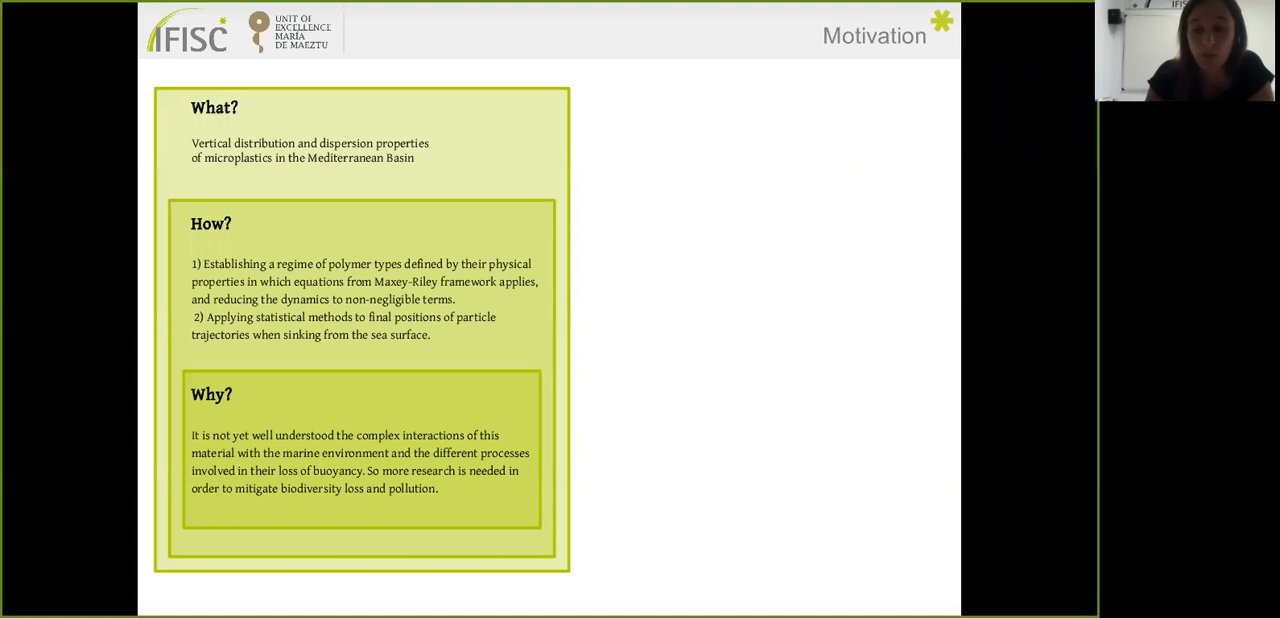 IFISC
UNIT OF
EXCELLENCE
MARÍA
DE MAEZTU
Motivation
IFIS
What?
Vertical distribution and dispersion properties
of microplastics in the Mediterranean Basin
How?
1) Establishing a regime of polymer types defined by their physical
properties in which equations from Maxey-Riley framework applies,
and reducing the dynamics to non-negligible terms.
2) Applying statistical methods to final positions of particle
trajectories when sinking from the sea surface.
Why?
It is not yet well understood the complex interactions of this
material with the marine environment and the different processes
involved in their loss of buoyancy. So more research is needed in
order to mitigate biodiversity loss and pollution.